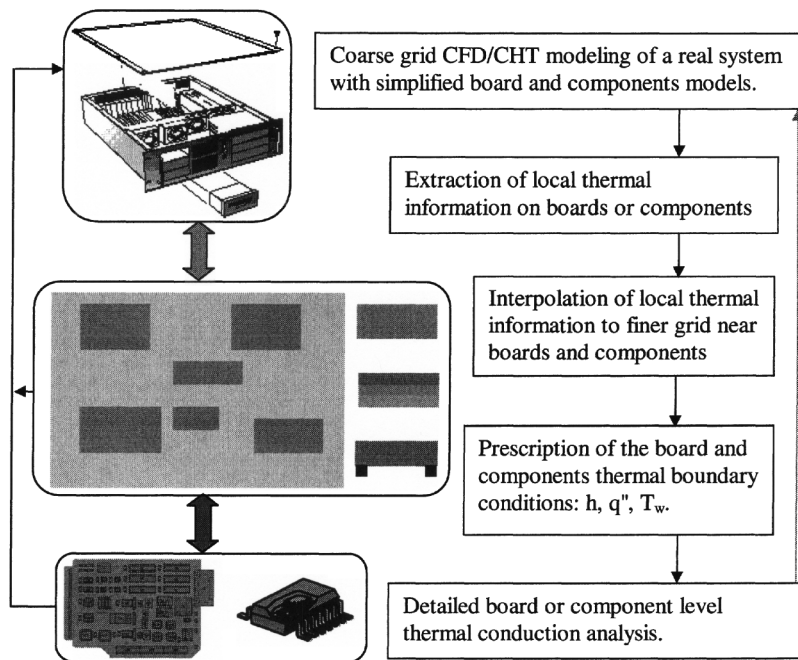 Coarse grid CFD/CHT modeling of a real system
with simplified board and components models.
Extraction of local thermal
information on boards or components
Interpolation of local thermal
information to finer grid near
boards and components
Prescription of the board and
components thermal boundary
conditions: h, q", Tw.
Detailed board or component level
thermal conduction analysis.